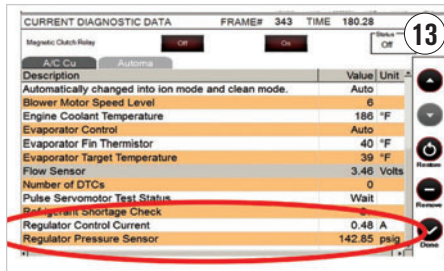 CURRENT DIAGNOSTIC DATA FRAME# 343 TIME 180.28
13
Magnetic Clutch Relay Off On Status Off
A/C Cu Automa
Description Value Unit
Automatically changed into ion mode and clean mode. Auto
Blower Motor Speed Level 6
Engine Coolant Temperature 186 °F
Evaporator Control Auto
Evaporator Fin Thermistor 40 °F
Evaporator Target Temperature 39 °F
Flow Sensor 3.46 Volts
Number of DTCs 0
Pulse Servomotor Test Status Wait
Refrigerant Shortage Check
Regulator Control Current 0.48 A
Regulator Pressure Sensor 142.85 psig
Restore
Remove
Done